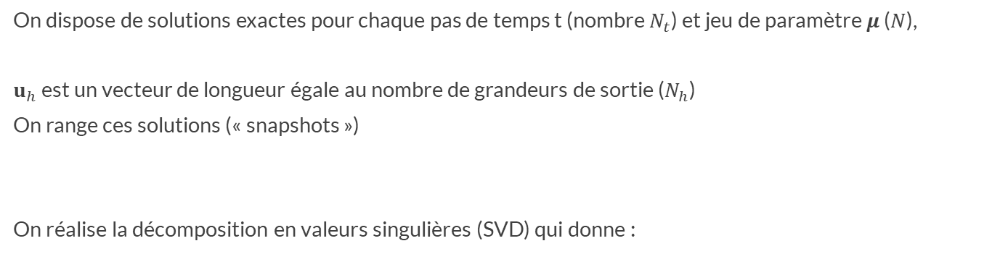 On dispose de solutions exactes pour chaque pas de temps t (nombre $N_t$) et jeu de paramètre $\boldsymbol{\mu}$ ($N$),
$\mathbf{u}_h$ est un vecteur de longueur égale au nombre de grandeurs de sortie ($N_h$)
On range ces solutions (« snapshots »)
On réalise la décomposition en valeurs singulières (SVD) qui donne :